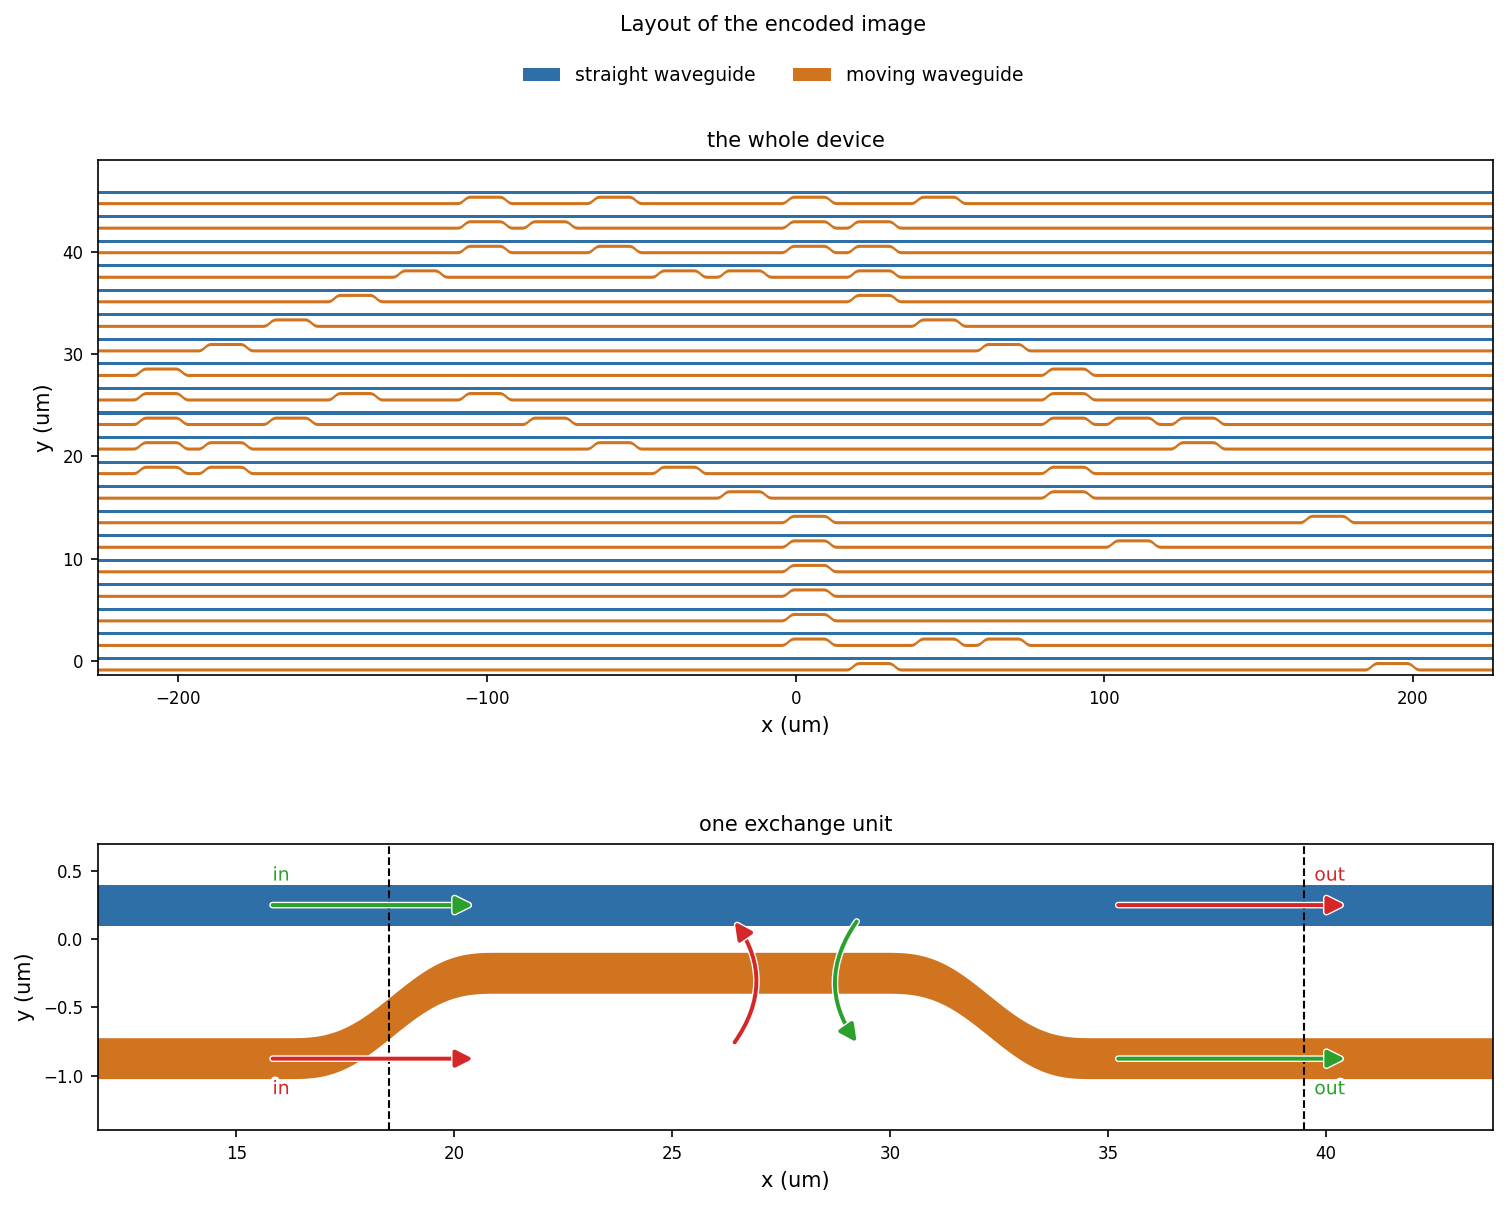 Layout of the encoded image
straight waveguide moving waveguide
the whole device
40
30
20
10
0
y (um)
−200 −100 0 100 200
x (um)
one exchange unit
0.5
0.0
−0.5
−1.0
y (um)
in out
in out
15 20 25 30 35 40
x (um)